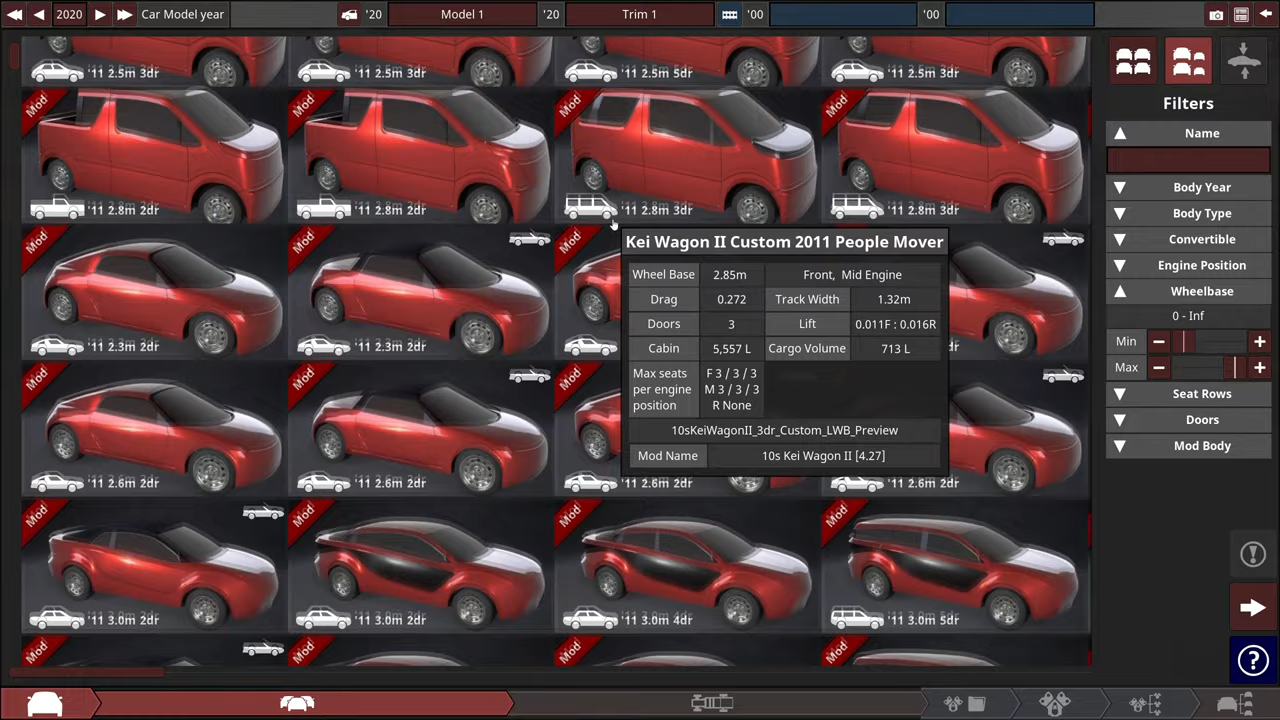 2020 Car Model year '20 Model 1 '20 Trim 1 '00 '00
'11 2.5m 3dr '11 2.5m 3dr '11 2.5m 5dr '11 2.5m 5dr
Mod Mod Mod Mod
'11 2.8m 2dr '11 2.8m 2dr '11 2.8m 3dr '11 2.8m 3dr
Mod Mod Mod
'11 2.3m 2dr '11 2.3m 2dr '11 2.3m 2dr
Mod Mod
'11 2.6m 2dr '11 2.6m 2dr '11 2.6m 2dr '11 2.6m 2dr
Mod Mod Mod Mod
'11 3.0m 2dr '11 3.0m 2dr '11 3.0m 4dr '11 3.0m 5dr
Mod Mod Mod Mod
Kei Wagon II Custom 2011 People Mover
Wheel Base 2.85m Front, Mid Engine
Drag 0.272 Track Width 1.32m
Doors 3 Lift 0.011F : 0.016R
Cabin 5,557 L Cargo Volume 713 L
Max seats
per engine
position
F 3 / 3 / 3
M 3 / 3 / 3
R None
10sKeiWagonII_3dr_Custom_LWB_Preview
Mod Name 10s Kei Wagon II [4.27]
Filters
Name
Body Year
Body Type
Convertible
Engine Position
Wheelbase
0 - Inf
Min
Max
Seat Rows
Doors
Mod Body